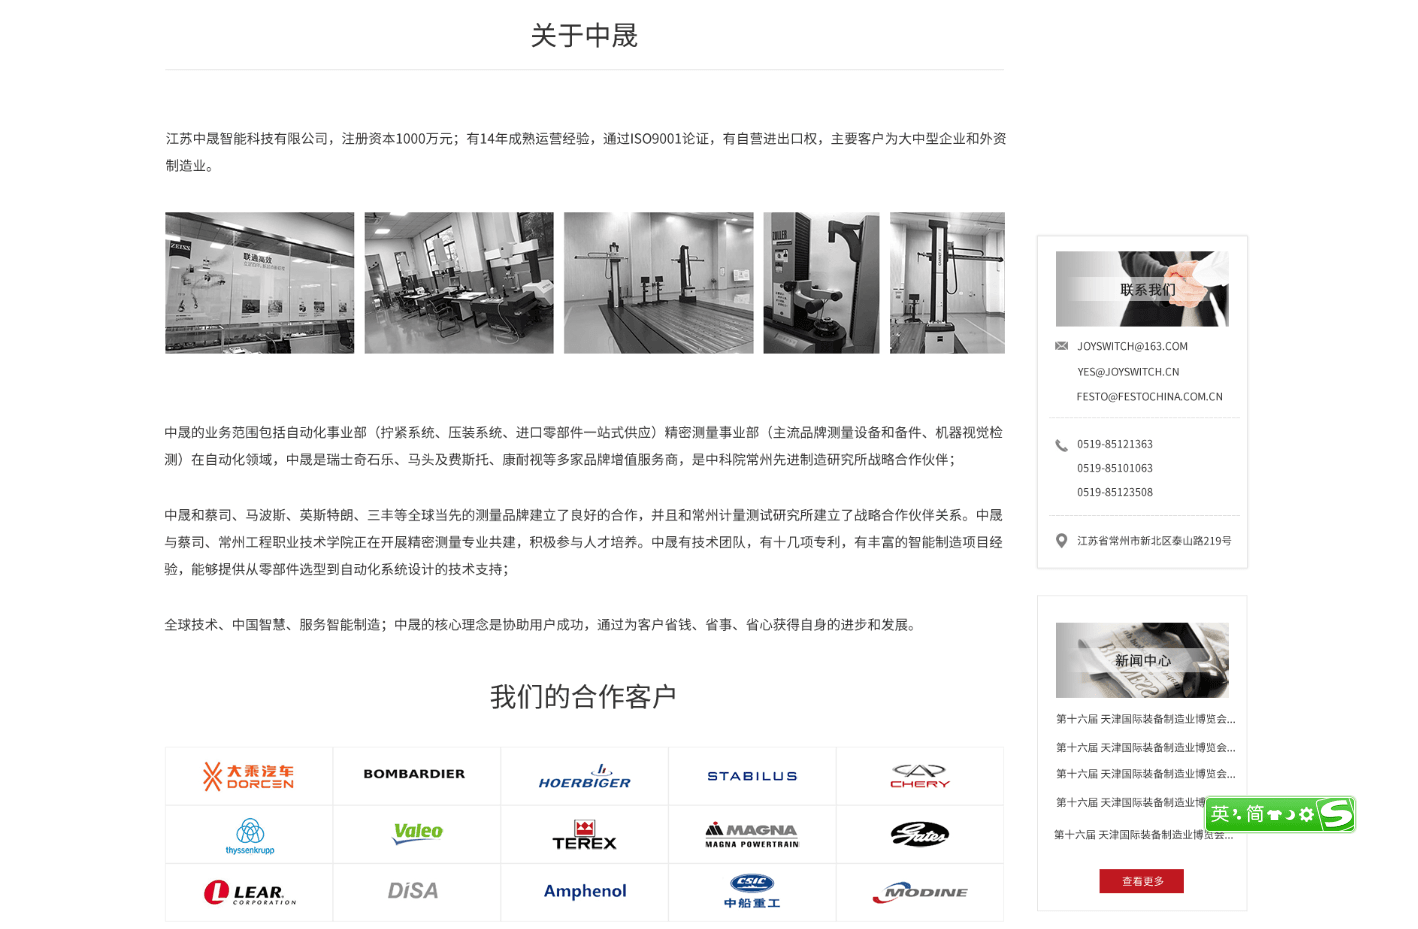 关于中晟
江苏中晟智能科技有限公司，注册资本1000万元；有14年成熟运营经验，通过ISO9001论证，有自营进出口权，主要客户为大中型企业和外资
制造业。
ZEISS
联通高效
ZOLLER
中晟的业务范围包括自动化事业部（拧紧系统、压装系统、进口零部件一站式供应）精密测量事业部（主流品牌测量设备和备件、机器视觉检
测）在自动化领域，中晟是瑞士奇石乐、马头及费斯托、康耐视等多家品牌增值服务商，是中科院常州先进制造研究所战略合作伙伴；
中晟和蔡司、马波斯、英斯特朗、三丰等全球当先的测量品牌建立了良好的合作，并且和常州计量测试研究所建立了战略合作伙伴关系。中晟
与蔡司、常州工程职业技术学院正在开展精密测量专业共建，积极参与人才培养。中晟有技术团队，有十几项专利，有丰富的智能制造项目经
验，能够提供从零部件选型到自动化系统设计的技术支持；
全球技术、中国智慧、服务智能制造；中晟的核心理念是协助用户成功，通过为客户省钱、省事、省心获得自身的进步和发展。
我们的合作客户
大乘汽车
DORCEN
BOMBARDIER
HOERBIGER
STABILUS
CHERY
thyssenkrupp
Valeo
TEREX
MAGNA
MAGNA POWERTRAIN
Gates
LEAR
CORPORATION
DiSA
Amphenol
CSIC
中船重工
MODINE
联系我们
JOYSWITCH@163.COM
YES@JOYSWITCH.CN
FESTO@FESTOCHINA.COM.CN
0519-85121363
0519-85101063
0519-85123508
江苏省常州市新北区泰山路219号
BUSINESS
新闻中心
第十六届 天津国际装备制造业博览会...
第十六届 天津国际装备制造业博览会...
第十六届 天津国际装备制造业博览会...
第十六届 天津国际装备制造业博
英 简 S
第十六届 天津国际装备制造业博览会...
查看更多